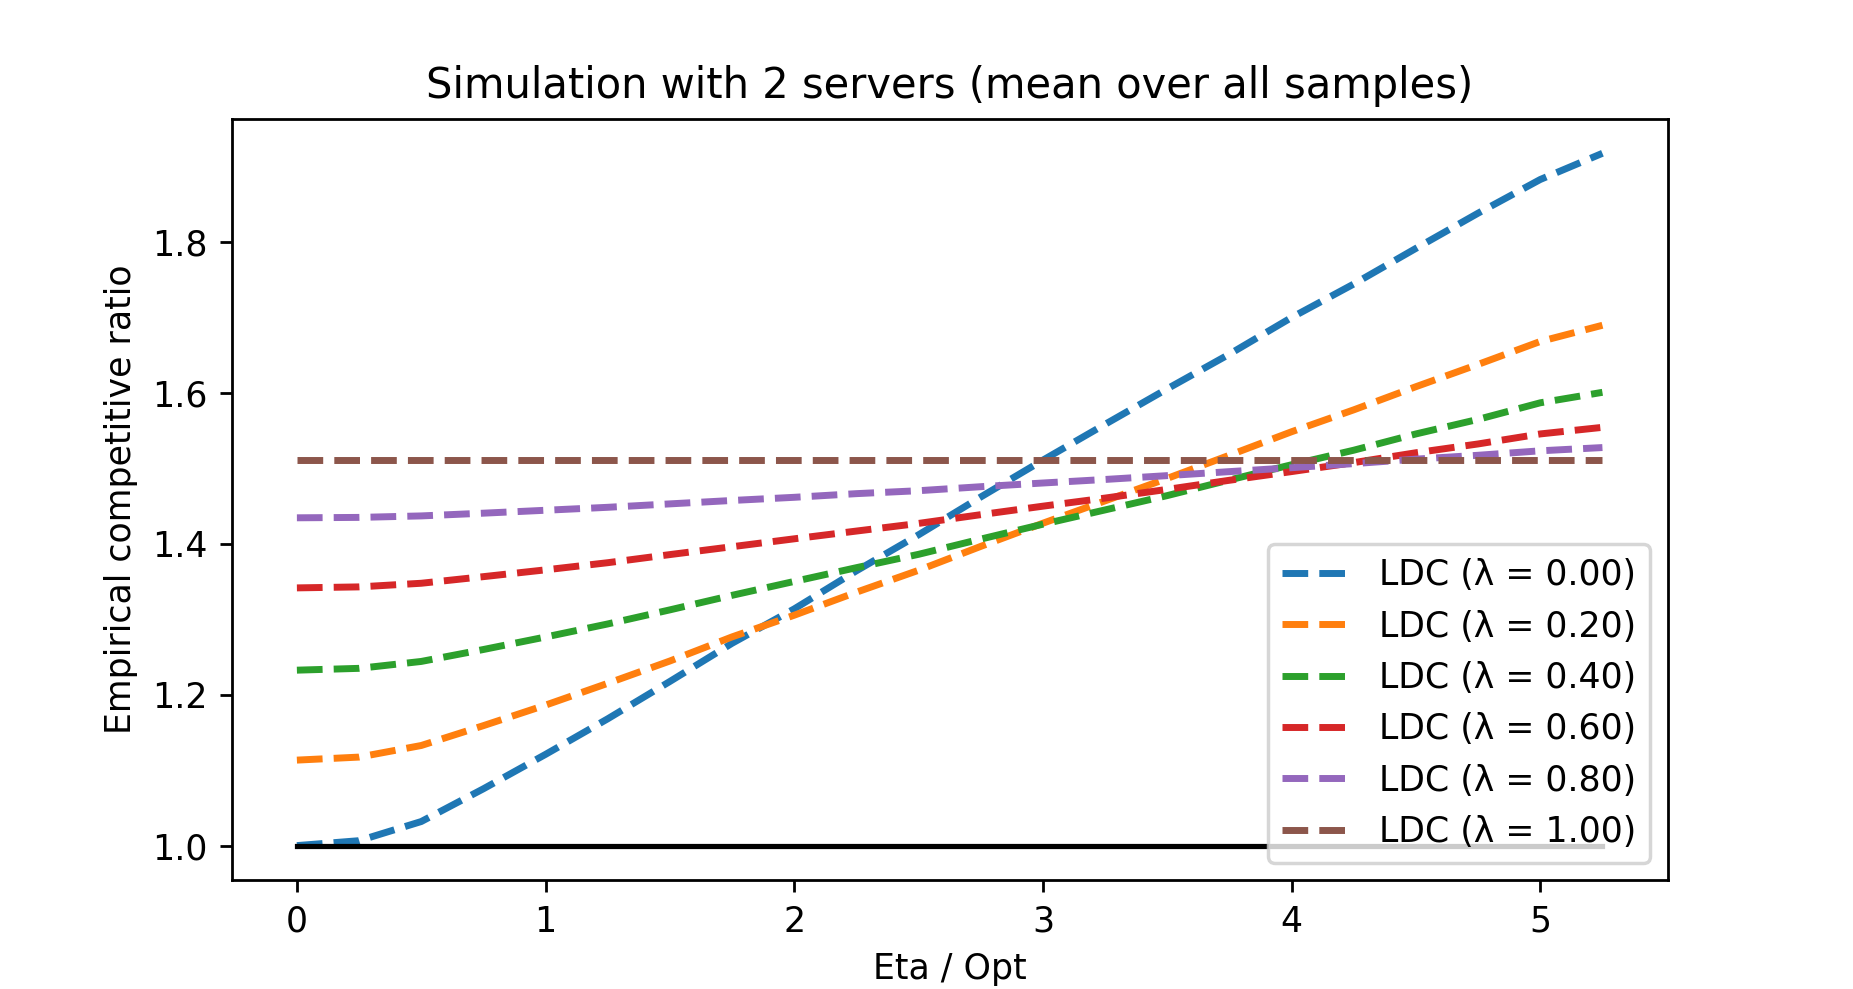 Simulation with 2 servers (mean over all samples)
Empirical competitive ratio
1.8
1.6
1.4
1.2
1.0
0 1 2 3 4 5
Eta / Opt
LDC (λ = 0.00)
LDC (λ = 0.20)
LDC (λ = 0.40)
LDC (λ = 0.60)
LDC (λ = 0.80)
LDC (λ = 1.00)